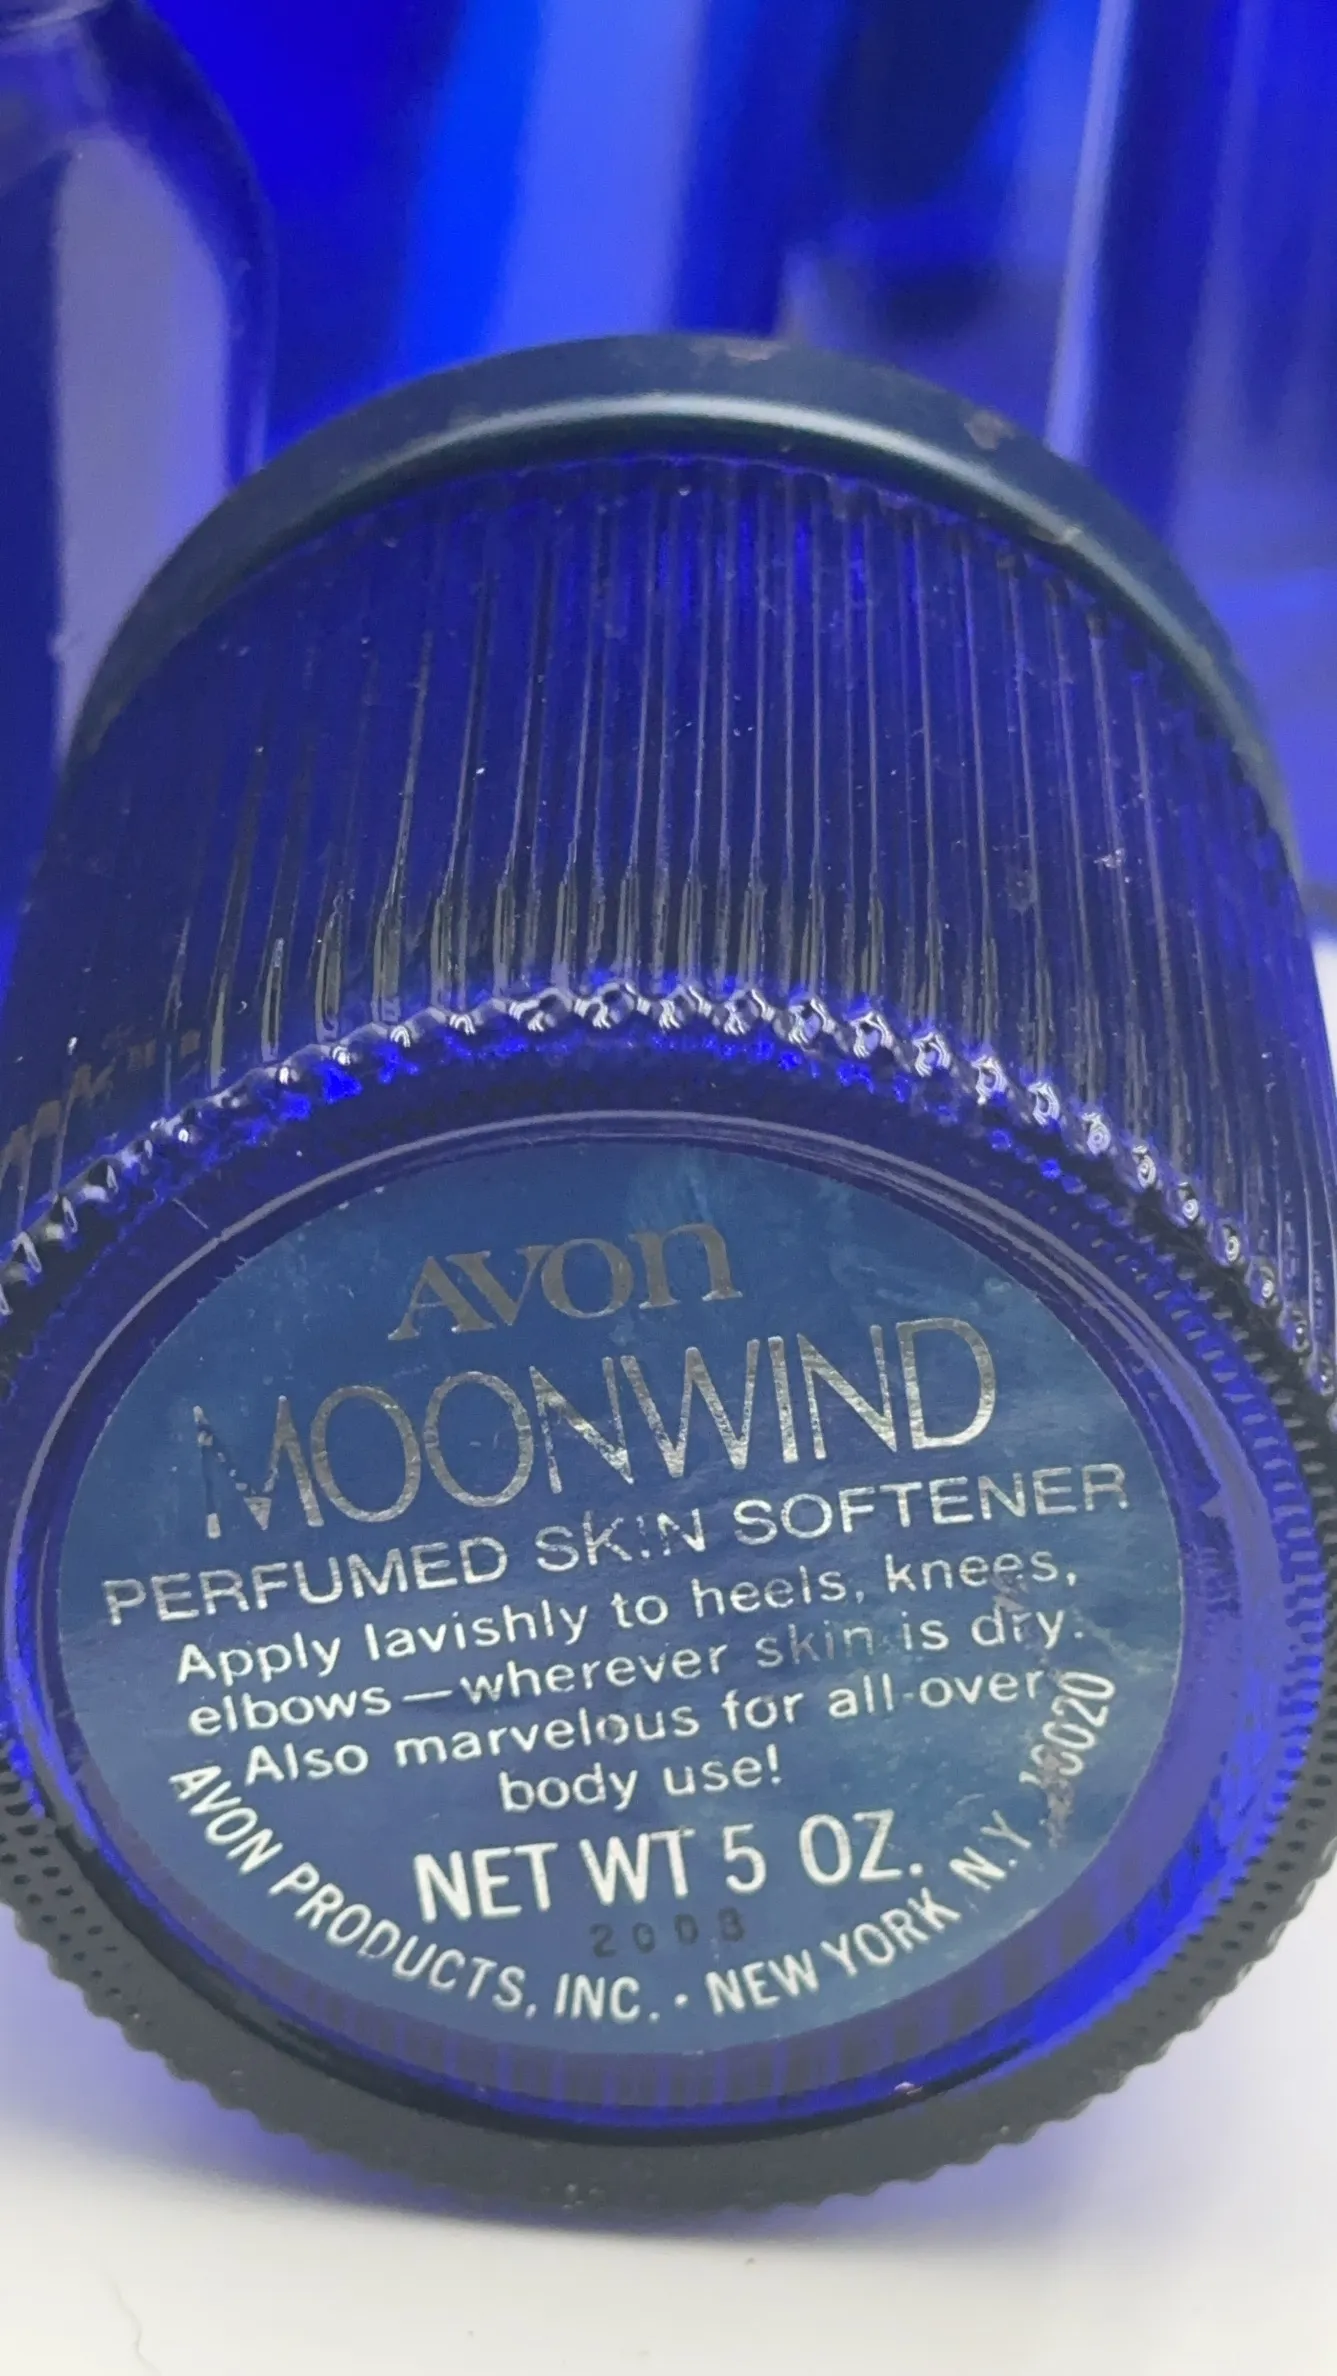 AVON
MOONWIND
PERFUMED SKIN SOFTENER
Apply lavishly to heels, knees,
elbows—wherever skin is dry.
Also marvelous for all-over
body use!
NET WT 5 OZ.
2008
AVON PRODUCTS, INC. · NEW YORK, N.Y. 10020